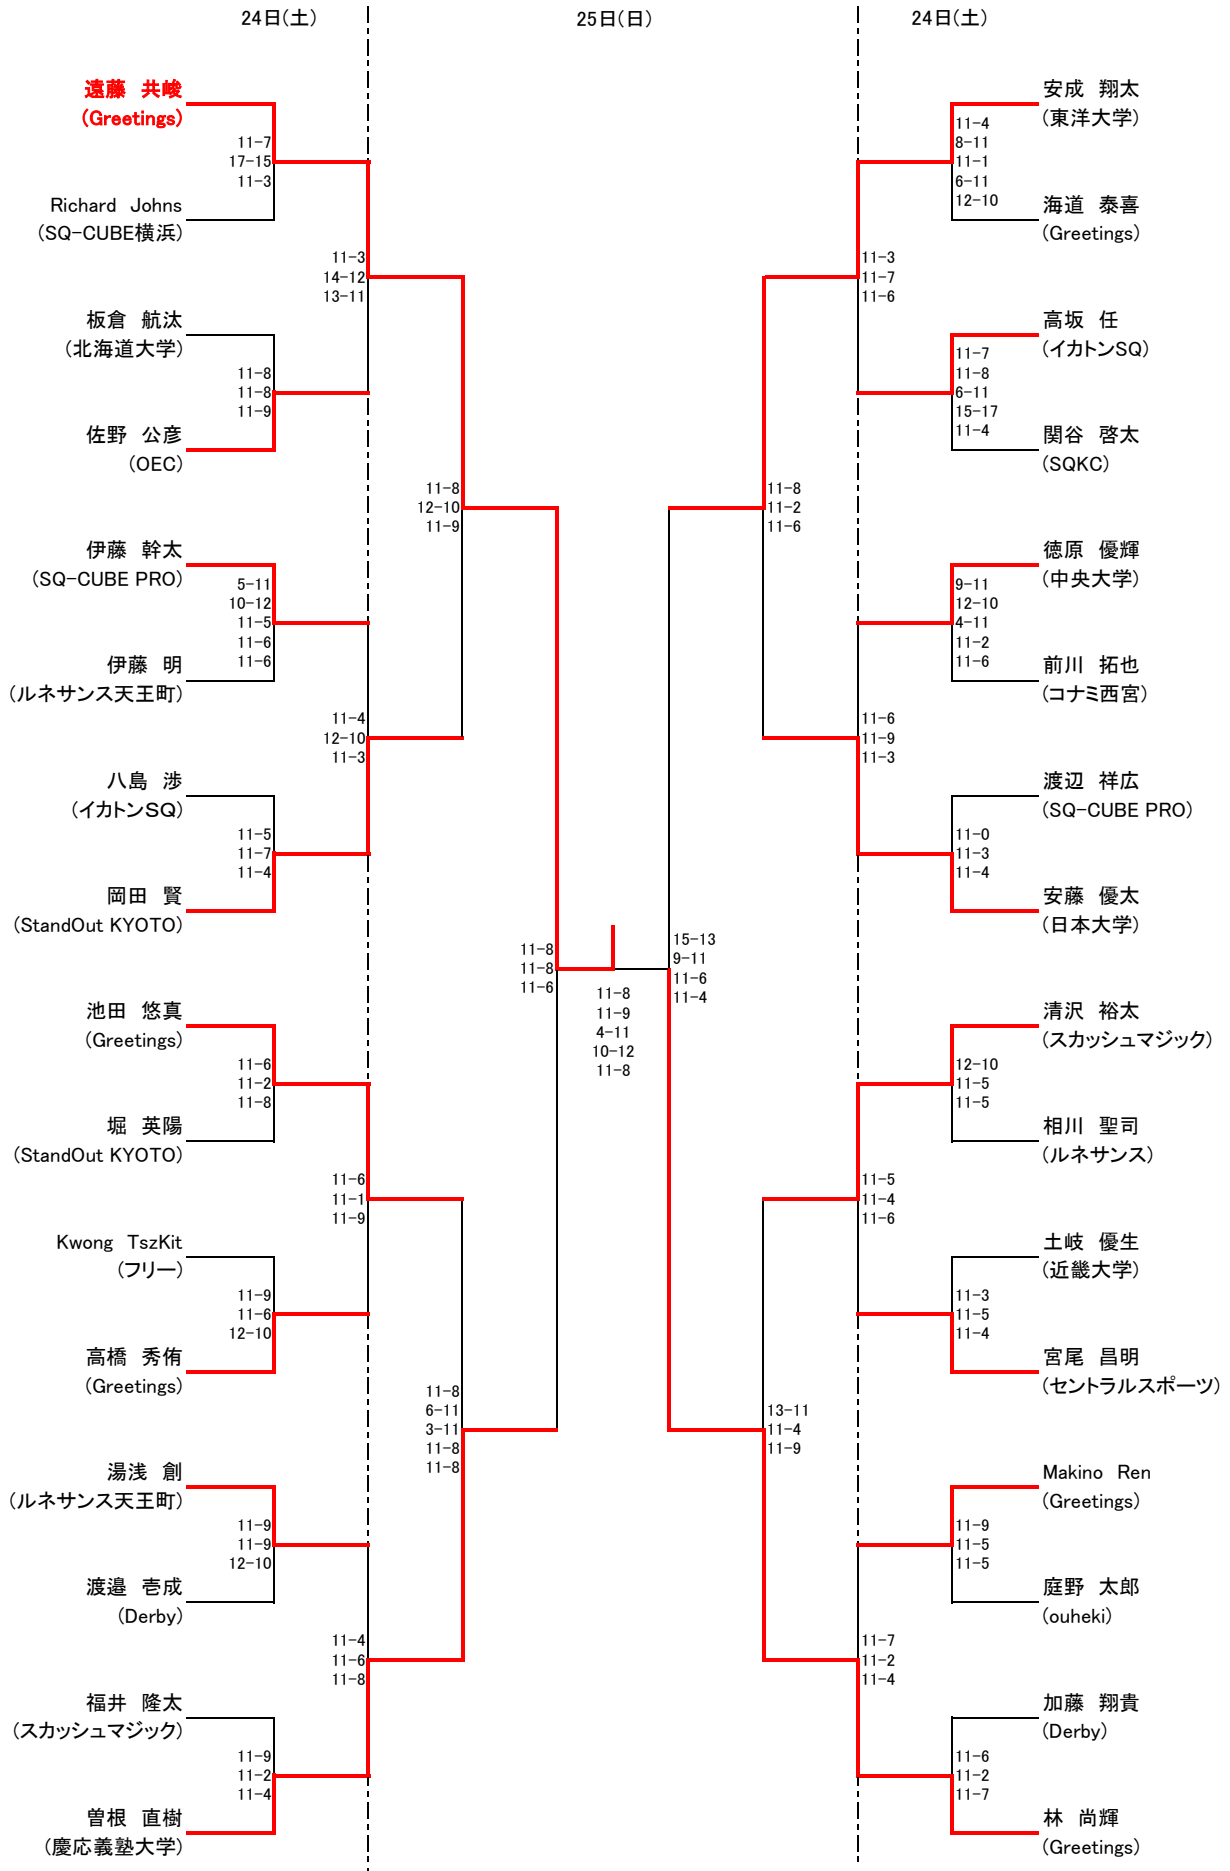 24日(土)
25日(日)
24日(土)
遠藤 共峻
(Greetings)
11-7
17-15
11-3
Richard Johns
(SQ-CUBE横浜)
11-3
14-12
13-11
板倉 航汰
(北海道大学)
11-8
11-8
11-9
佐野 公彦
(OEC)
11-8
12-10
11-9
伊藤 幹太
(SQ-CUBE PRO)
5-11
10-12
11-5
11-6
11-6
伊藤 明
(ルネサンス天王町)
11-4
12-10
11-3
八島 渉
(イカトンSQ)
11-5
11-7
11-4
岡田 賢
(StandOut KYOTO)
11-8
11-8
11-6
池田 悠真
(Greetings)
11-6
11-2
11-8
堀 英陽
(StandOut KYOTO)
11-6
11-1
11-9
Kwong TszKit
(フリー)
11-9
11-6
12-10
高橋 秀侑
(Greetings)
11-8
6-11
3-11
11-8
11-8
湯浅 創
(ルネサンス天王町)
11-9
11-9
12-10
渡邉 壱成
(Derby)
11-4
11-6
11-8
福井 隆太
(スカッシュマジック)
11-9
11-2
11-4
曽根 直樹
(慶応義塾大学)
11-8
11-9
4-11
10-12
11-8
安成 翔太
(東洋大学)
11-4
8-11
11-1
6-11
12-10
海道 泰喜
(Greetings)
11-3
11-7
11-6
高坂 任
(イカトンSQ)
11-7
11-8
6-11
15-17
11-4
関谷 啓太
(SQKC)
11-8
11-2
11-6
徳原 優輝
(中央大学)
9-11
12-10
4-11
11-2
11-6
前川 拓也
(コナミ西宮)
11-6
11-9
11-3
渡辺 祥広
(SQ-CUBE PRO)
11-0
11-3
11-4
安藤 優太
(日本大学)
15-13
9-11
11-6
11-4
清沢 裕太
(スカッシュマジック)
12-10
11-5
11-5
相川 聖司
(ルネサンス)
11-5
11-4
11-6
土岐 優生
(近畿大学)
11-3
11-5
11-4
宮尾 昌明
(セントラルスポーツ)
13-11
11-4
11-9
Makino Ren
(Greetings)
11-9
11-5
11-5
庭野 太郎
(ouheki)
11-7
11-2
11-4
加藤 翔貴
(Derby)
11-6
11-2
11-7
林 尚輝
(Greetings)